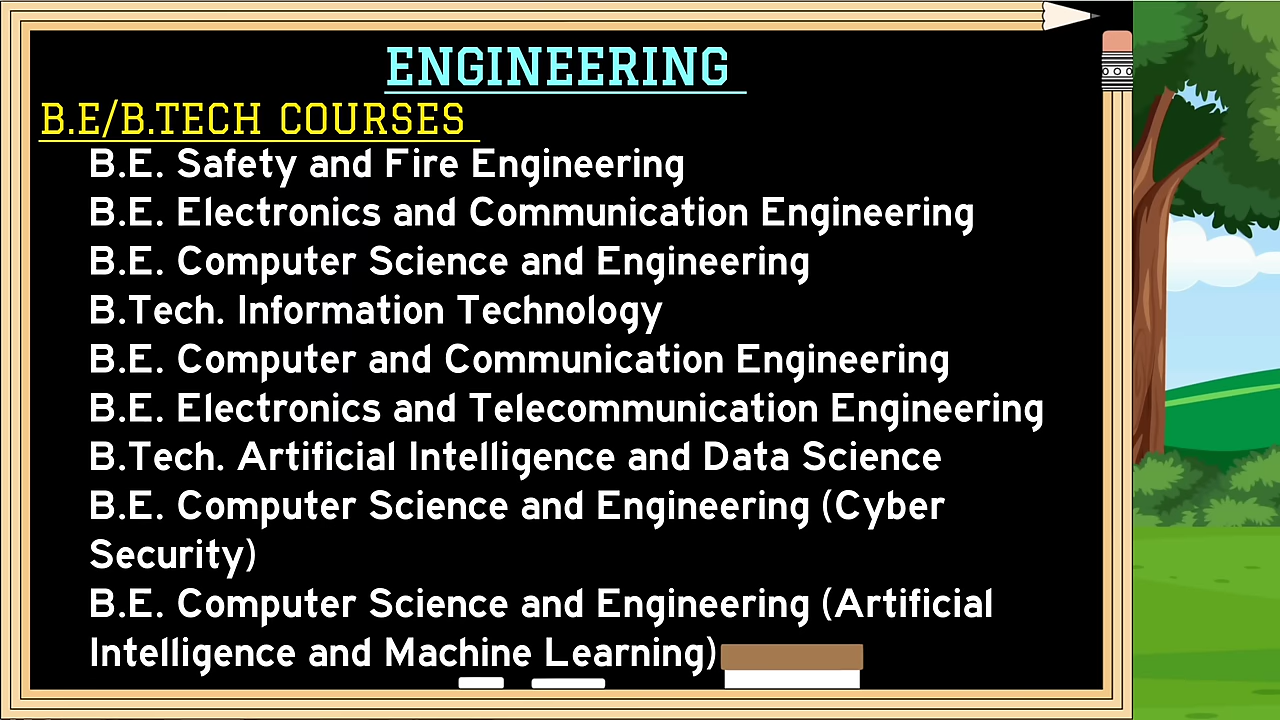 ENGINEERING
B.E/B.TECH COURSES
B.E. Safety and Fire Engineering
B.E. Electronics and Communication Engineering
B.E. Computer Science and Engineering
B.Tech. Information Technology
B.E. Computer and Communication Engineering
B.E. Electronics and Telecommunication Engineering
B.Tech. Artificial Intelligence and Data Science
B.E. Computer Science and Engineering (Cyber
Security)
B.E. Computer Science and Engineering (Artificial
Intelligence and Machine Learning)